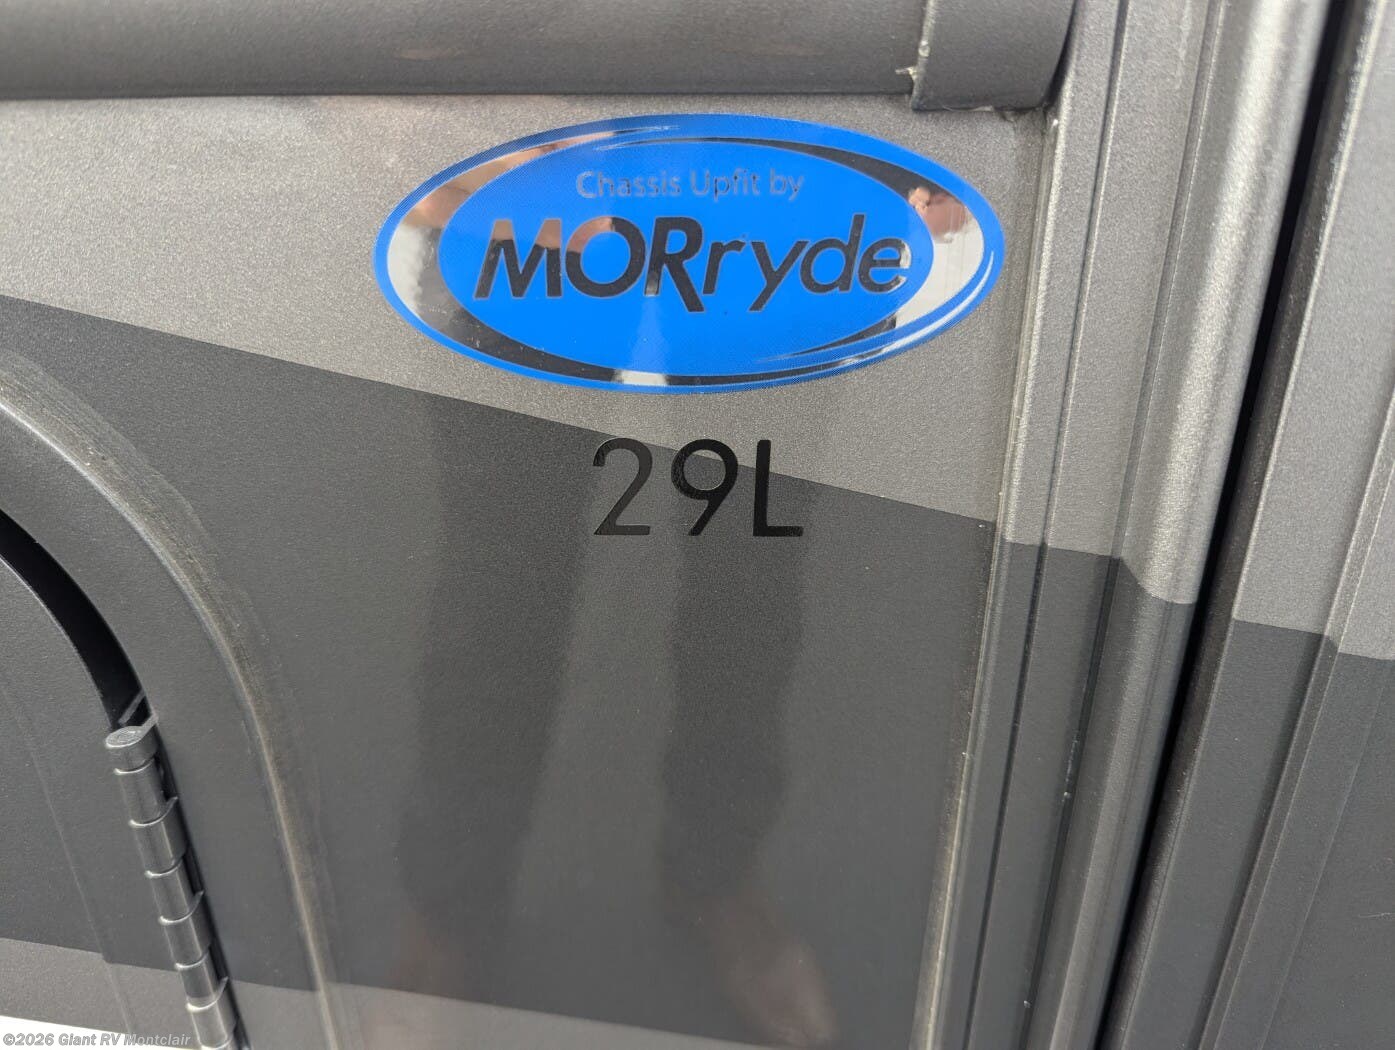 Chassis Upfit by
MORryde
29L
©2026 Giant RV Montclair